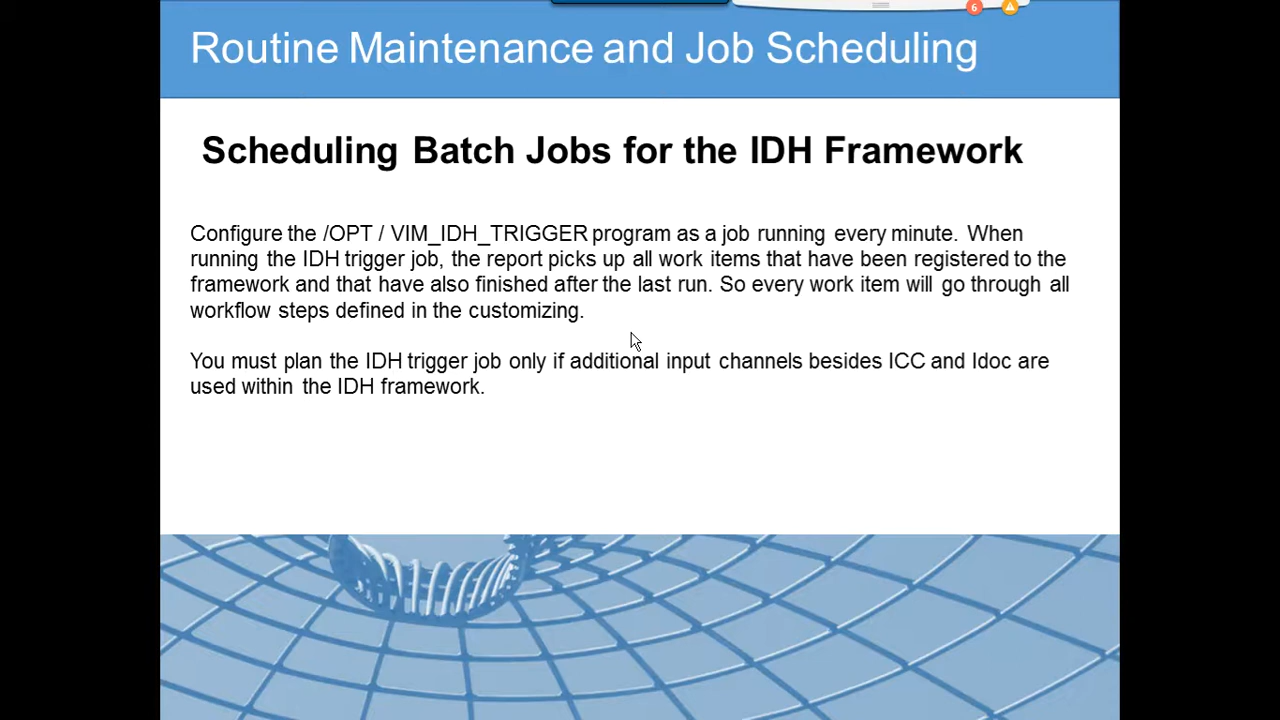 6
Routine Maintenance and Job Scheduling
Scheduling Batch Jobs for the IDH Framework
Configure the /OPT / VIM_IDH_TRIGGER program as a job running every minute. When
running the IDH trigger job, the report picks up all work items that have been registered to the
framework and that have also finished after the last run. So every work item will go through all
workflow steps defined in the customizing.
You must plan the IDH trigger job only if additional input channels besides ICC and Idoc are
used within the IDH framework.